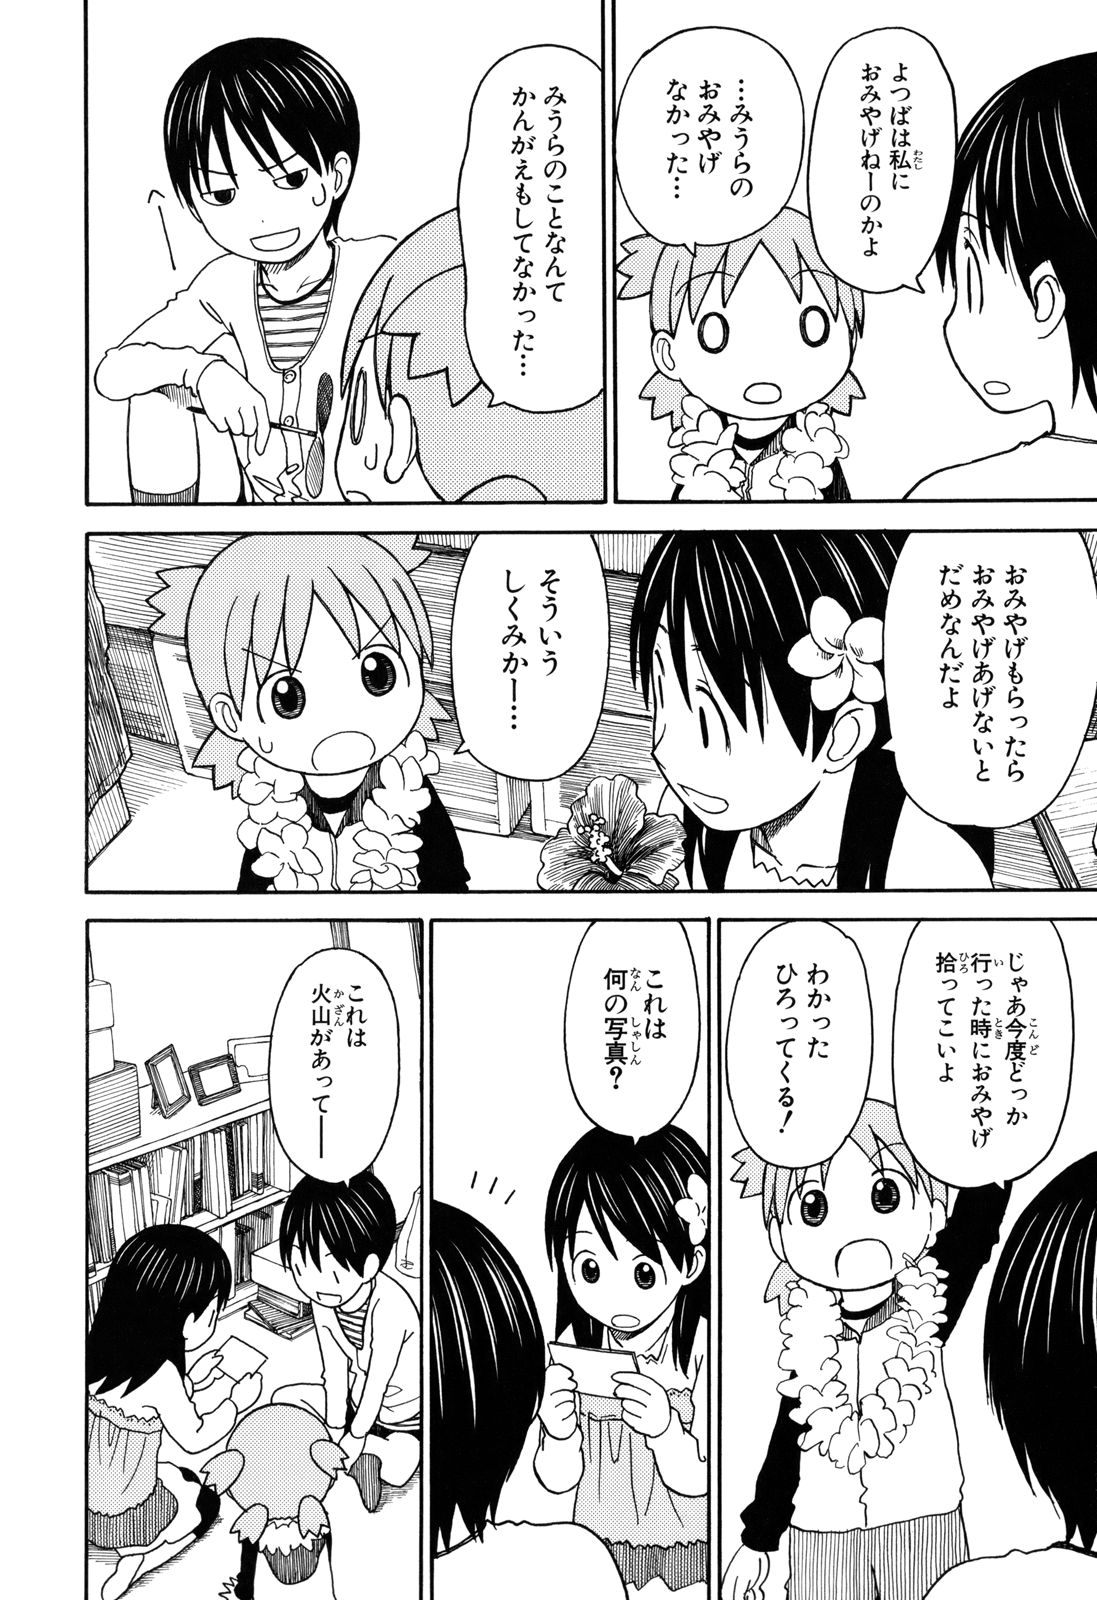 よつばは私に
おみやげねーのかよ
…みうらの
おみやげ
なかった…
みうらのことなんて
かんがえもしてなかった…
おみやげもらったら
おみやげあげないと
だめなんだよ
そういう
しくみかー…
じゃあ今度どっか
行った時におみやげ
拾ってこいよ
わかった
ひろってくる!
これは
何の写真?
これは
火山があってー